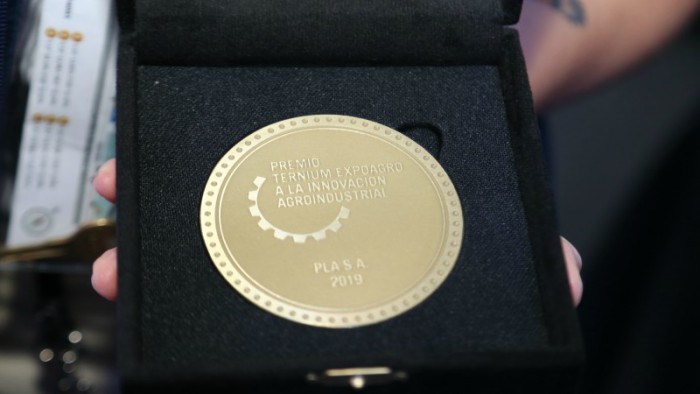 PREMIO
TERNIUM EXPOAGRO
A LA INNOVACIÓN
AGROINDUSTRIAL
PLA S.A.
2019